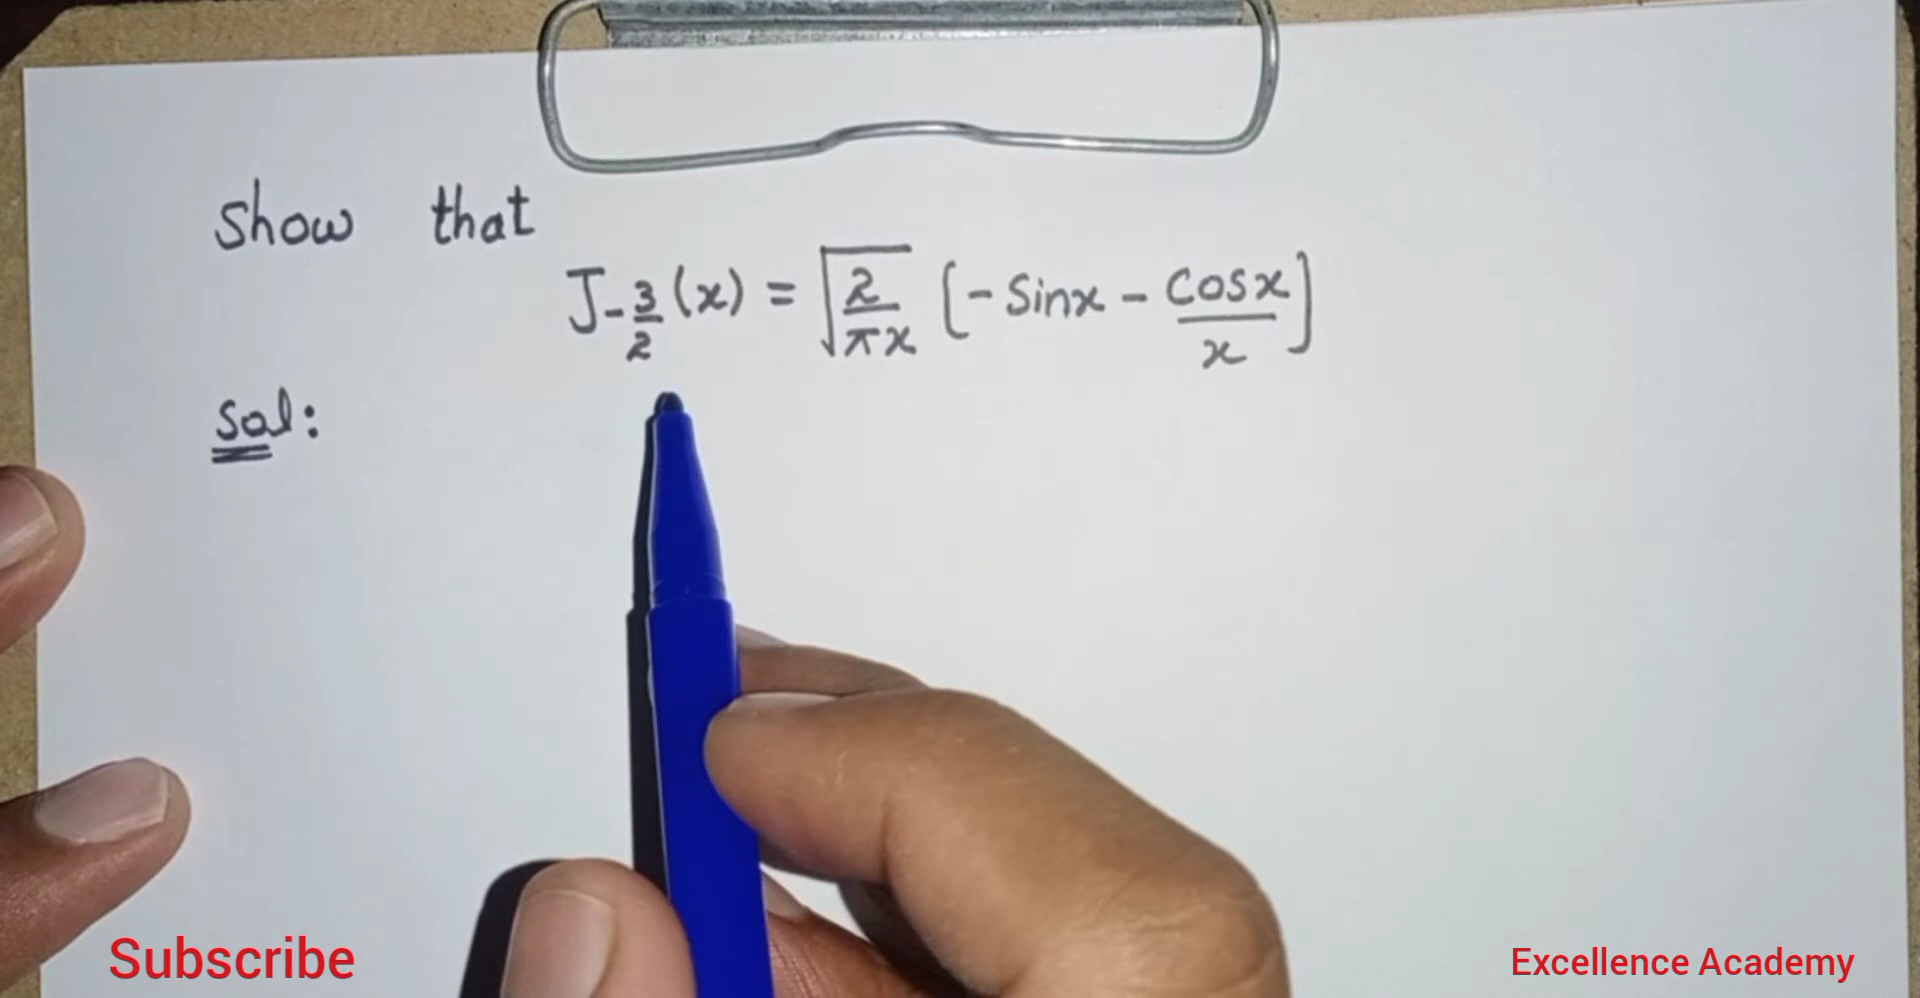 Show that
J-3/2(x) = √2/πx [-Sinx - Cosx/x]
Sol:
Subscribe
Excellence Academy